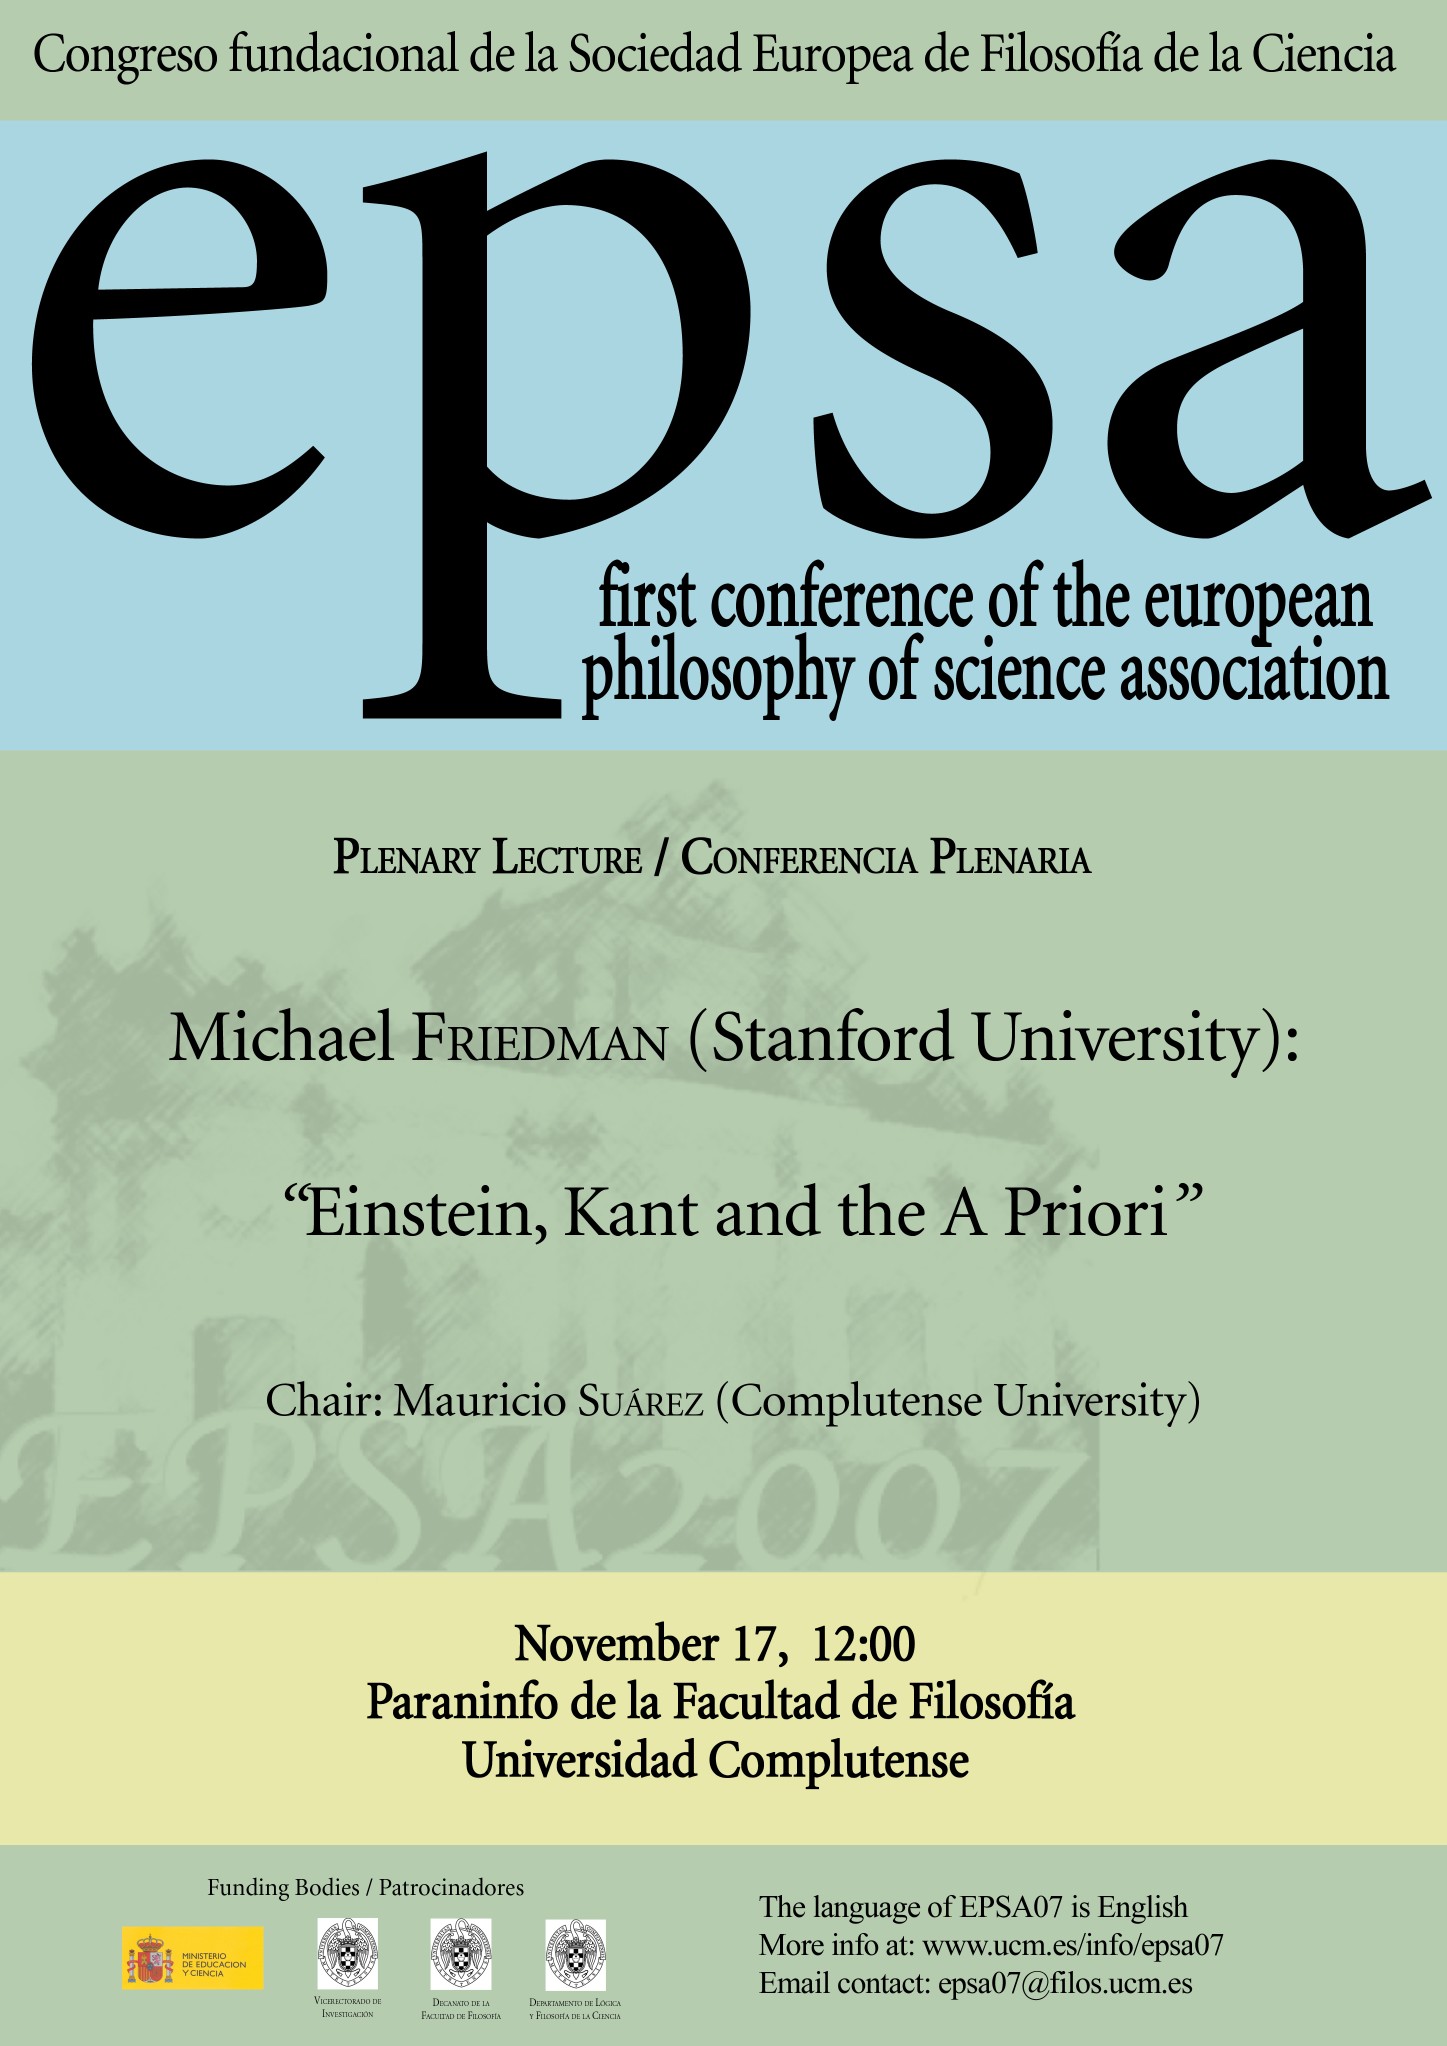 Congreso fundacional de la Sociedad Europea de Filosofía de la Ciencia
epsa
first conference of the european
philosophy of science association
PLENARY LECTURE / CONFERENCIA PLENARIA
Michael FRIEDMAN (Stanford University):
“Einstein, Kant and the A Priori”
Chair: Mauricio SUÁREZ (Complutense University)
EPSA2007
November 17, 12:00
Paraninfo de la Facultad de Filosofía
Universidad Complutense
Funding Bodies / Patrocinadores
MINISTERIO
DE EDUCACION
Y CIENCIA
VICERECTORADO DE
INVESTIGACIÓN
DECANATO DE LA
FACULTAD DE FILOSOFÍA
DEPARTAMENTO DE LÓGICA
Y FILOSOFÍA DE LA CIENCIA
The language of EPSA07 is English
More info at: www.ucm.es/info/epsa07
Email contact: epsa07@filos.ucm.es